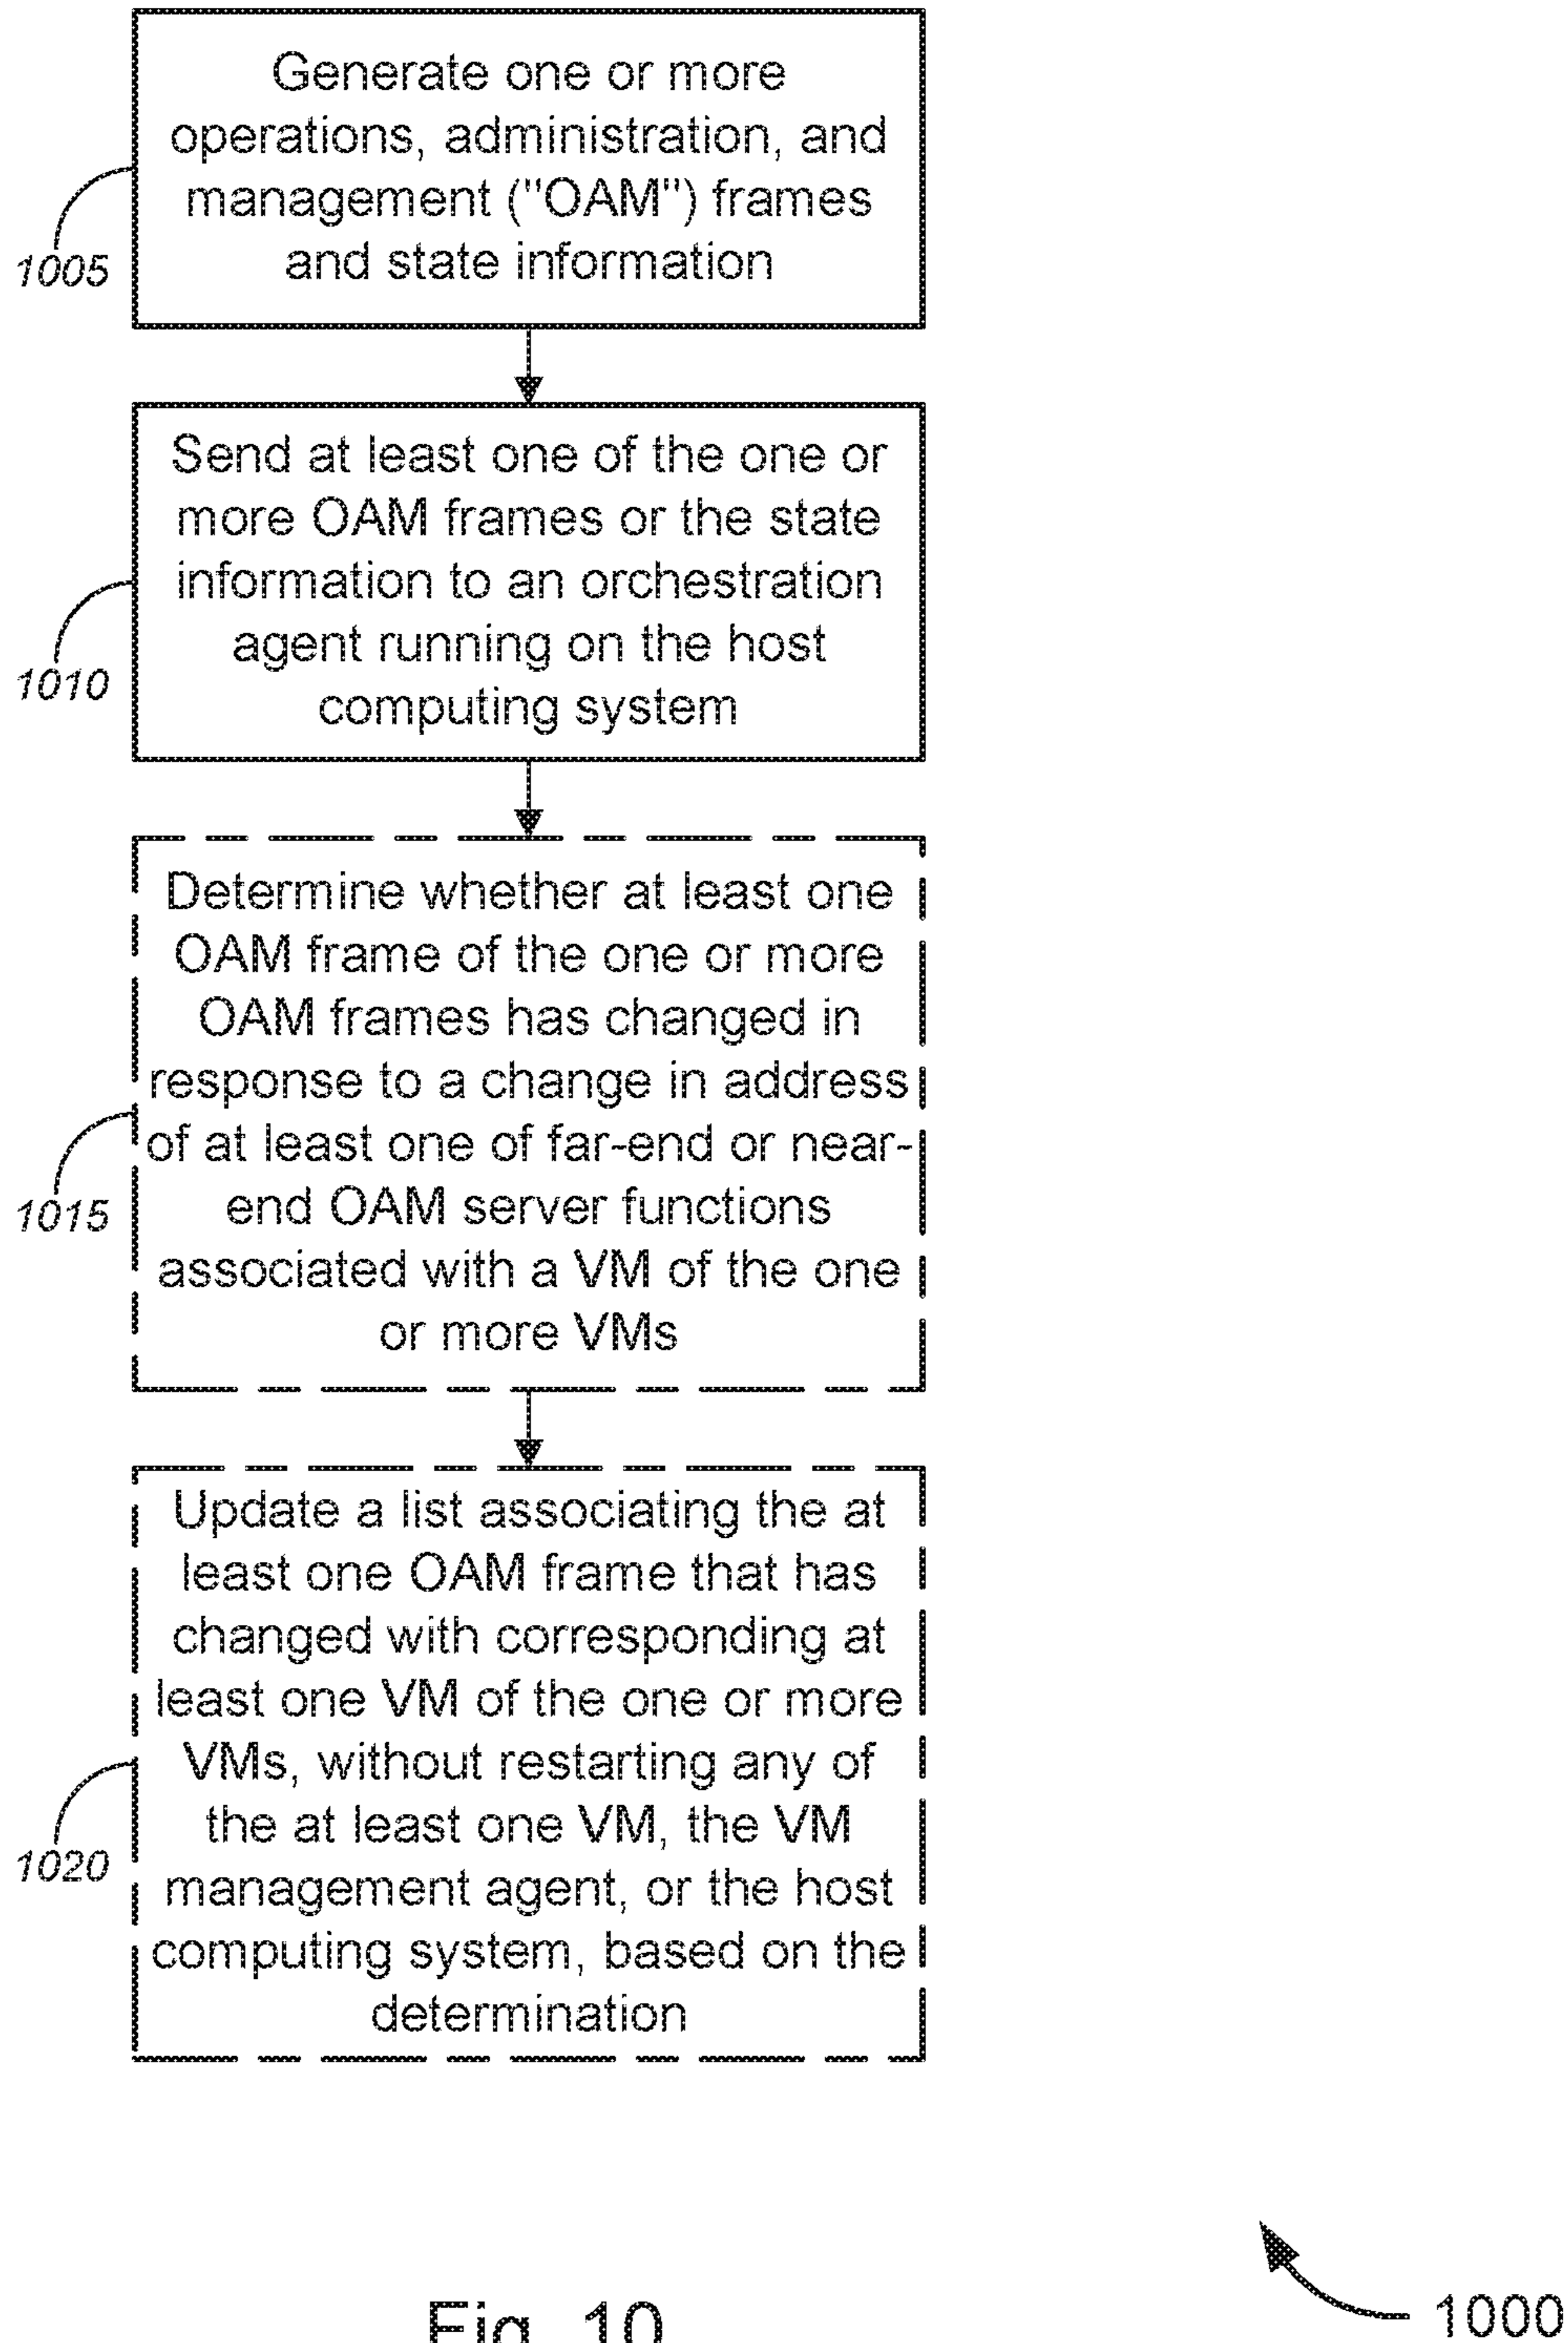 Generate one or more
operations, administration, and
management ("OAM") frames
and state information
1005
Send at least one of the one or
more OAM frames or the state
information to an orchestration
agent running on the host
computing system
1010
Determine whether at least one
OAM frame of the one or more
OAM frames has changed in
response to a change in address
of at least one of far-end or near-
end OAM server functions
associated with a VM of the one
or more VMs
1015
Update a list associating the at
least one OAM frame that has
changed with corresponding at
least one VM of the one or more
VMs, without restarting any of
the at least one VM, the VM
management agent, or the host
computing system, based on the
determination
1020
1000
Fig. 10